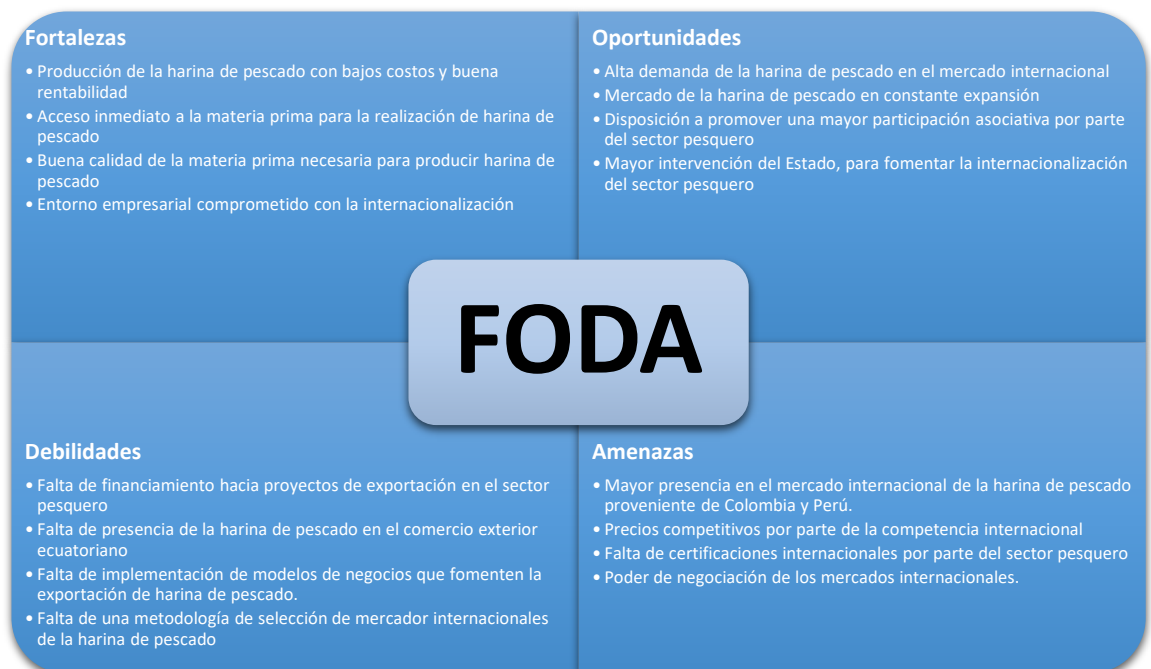 Fortalezas
• Producción de la harina de pescado con bajos costos y buena
rentabilidad
• Acceso inmediato a la materia prima para la realización de harina de
pescado
• Buena calidad de la materia prima necesaria para producir harina de
pescado
• Entorno empresarial comprometido con la internacionalización
Oportunidades
• Alta demanda de la harina de pescado en el mercado internacional
• Mercado de la harina de pescado en constante expansión
• Disposición a promover una mayor participación asociativa por parte
del sector pesquero
• Mayor intervención del Estado, para fomentar la internacionalización
del sector pesquero
FODA
Debilidades
• Falta de financiamiento hacia proyectos de exportación en el sector
pesquero
• Falta de presencia de la harina de pescado en el comercio exterior
ecuatoriano
• Falta de implementación de modelos de negocios que fomenten la
exportación de harina de pescado.
• Falta de una metodología de selección de mercador internacionales
de la harina de pescado
Amenazas
• Mayor presencia en el mercado internacional de la harina de pescado
proveniente de Colombia y Perú.
• Precios competitivos por parte de la competencia internacional
• Falta de certificaciones internacionales por parte del sector pesquero
• Poder de negociación de los mercados internacionales.